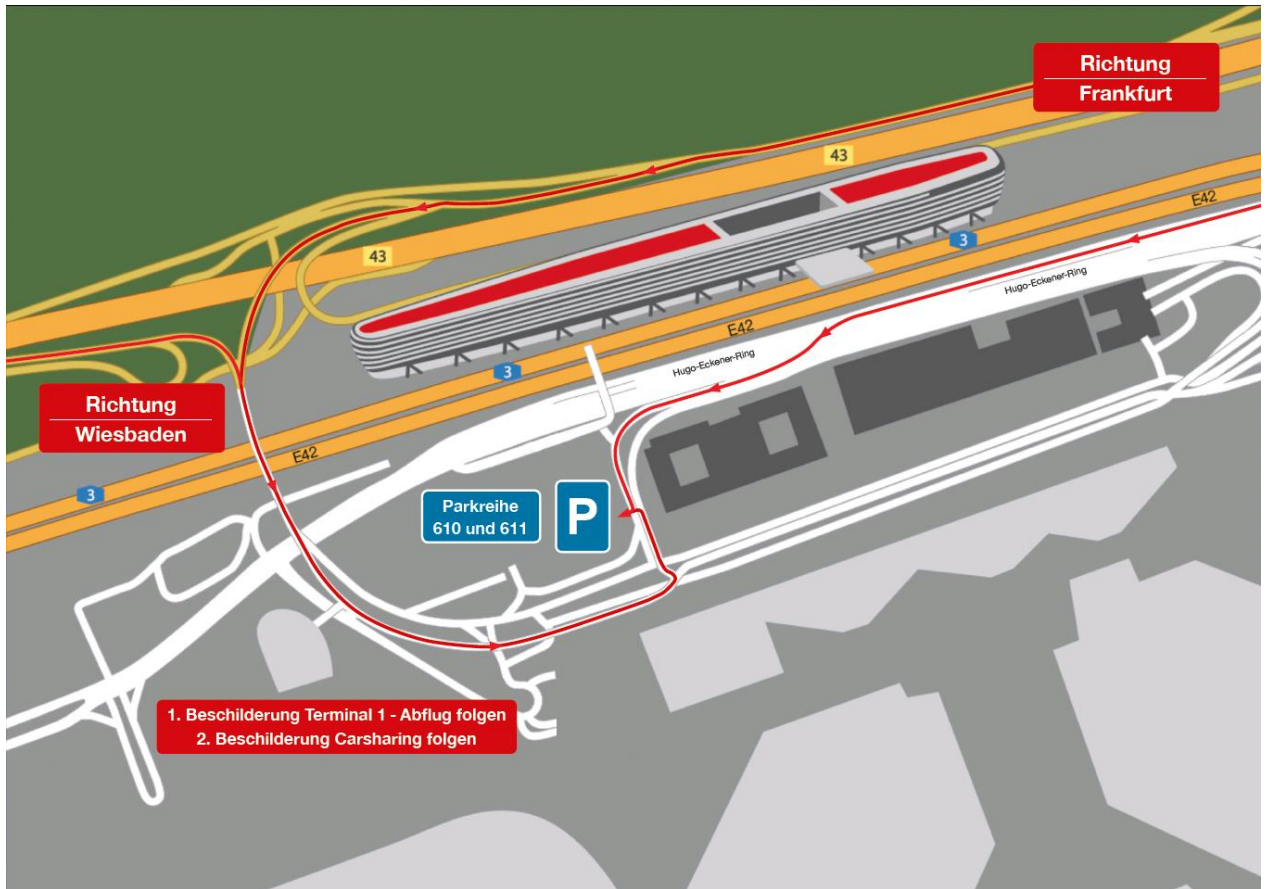 Richtung
Frankfurt
43
43
E42
3
Hugo-Eckener-Ring
E42
Hugo-Eckener-Ring
3
Richtung
Wiesbaden
E42
3
Parkreihe
610 und 611
P
1. Beschilderung Terminal 1 - Abflug folgen
2. Beschilderung Carsharing folgen